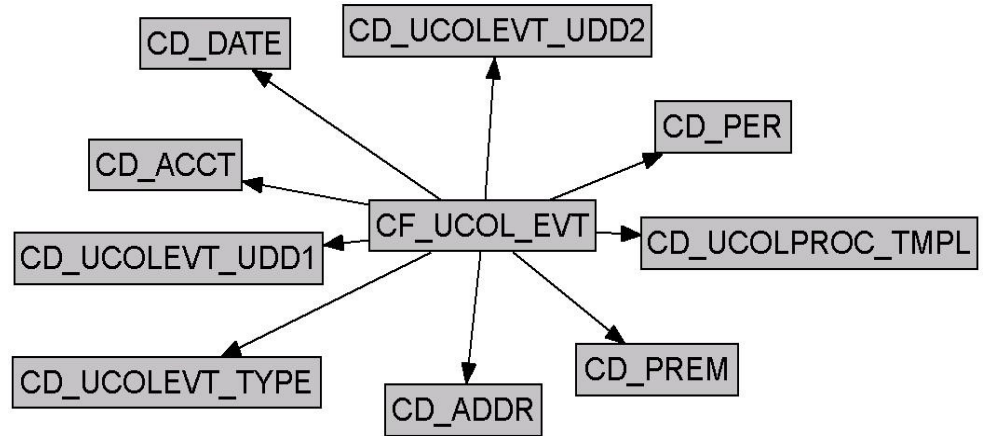 CD_UCOLEVT_UDD2
CD_DATE
CD_PER
CD_ACCT
CF_UCOL_EVT
CD_UCOLPROC_TMPL
CD_UCOLEVT_UDD1
CD_PREM
CD_UCOLEVT_TYPE
CD_ADDR